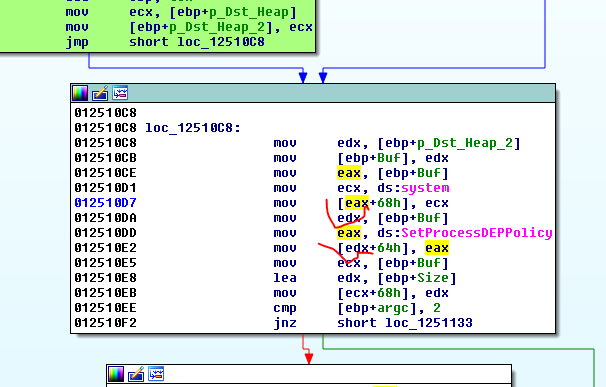 mov     ecx, [ebp+p_Dst_Heap]
mov     [ebp+p_Dst_Heap_2], ecx
jmp     short loc_12510C8
012510C8
012510C8 loc_12510C8:
012510C8 mov     edx, [ebp+p_Dst_Heap_2]
012510CB mov     [ebp+Buf], edx
012510CE mov     eax, [ebp+Buf]
012510D1 mov     ecx, ds:system
012510D7 mov     [eax+68h], ecx
012510DA mov     edx, [ebp+Buf]
012510DD mov     eax, ds:SetProcessDEPPolicy
012510E2 mov     [edx+64h], eax
012510E5 mov     ecx, [ebp+Buf]
012510E8 lea     edx, [ebp+Size]
012510EB mov     [ecx+68h], edx
012510EE cmp     [ebp+argc], 2
012510F2 jnz     short loc_1251133